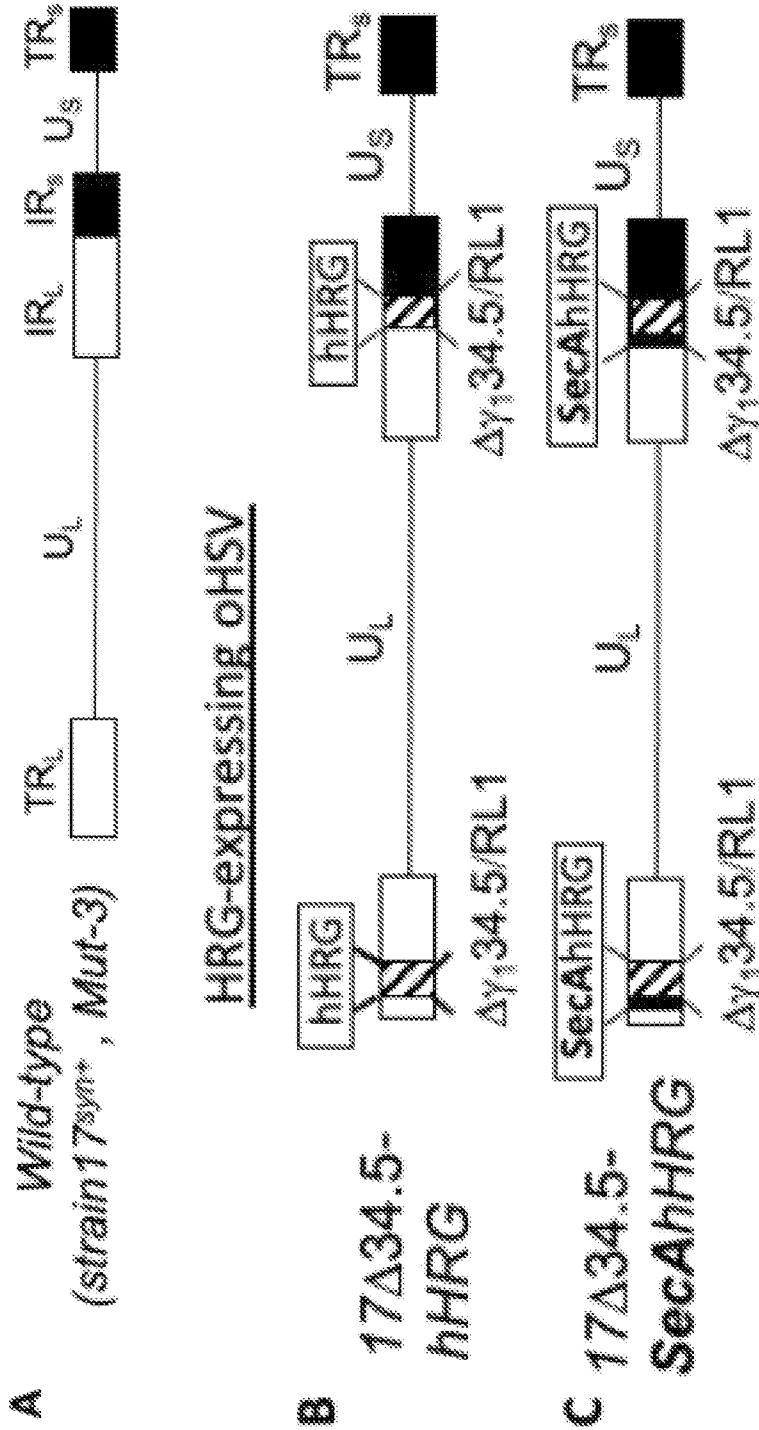 A
Wild-type
(strain17syn+, Mut-3)
TRL UL IRL IRS US TRS
HRG-expressing oHSV
B
17Δ34.5-
hHRG
hHRG UL hHRG US TRS
Δγ134.5/RL1 Δγ134.5/RL1
C
17Δ34.5-
SecAhHRG
SecAhHRG UL SecAhHRG US TRS
Δγ134.5/RL1 Δγ134.5/RL1